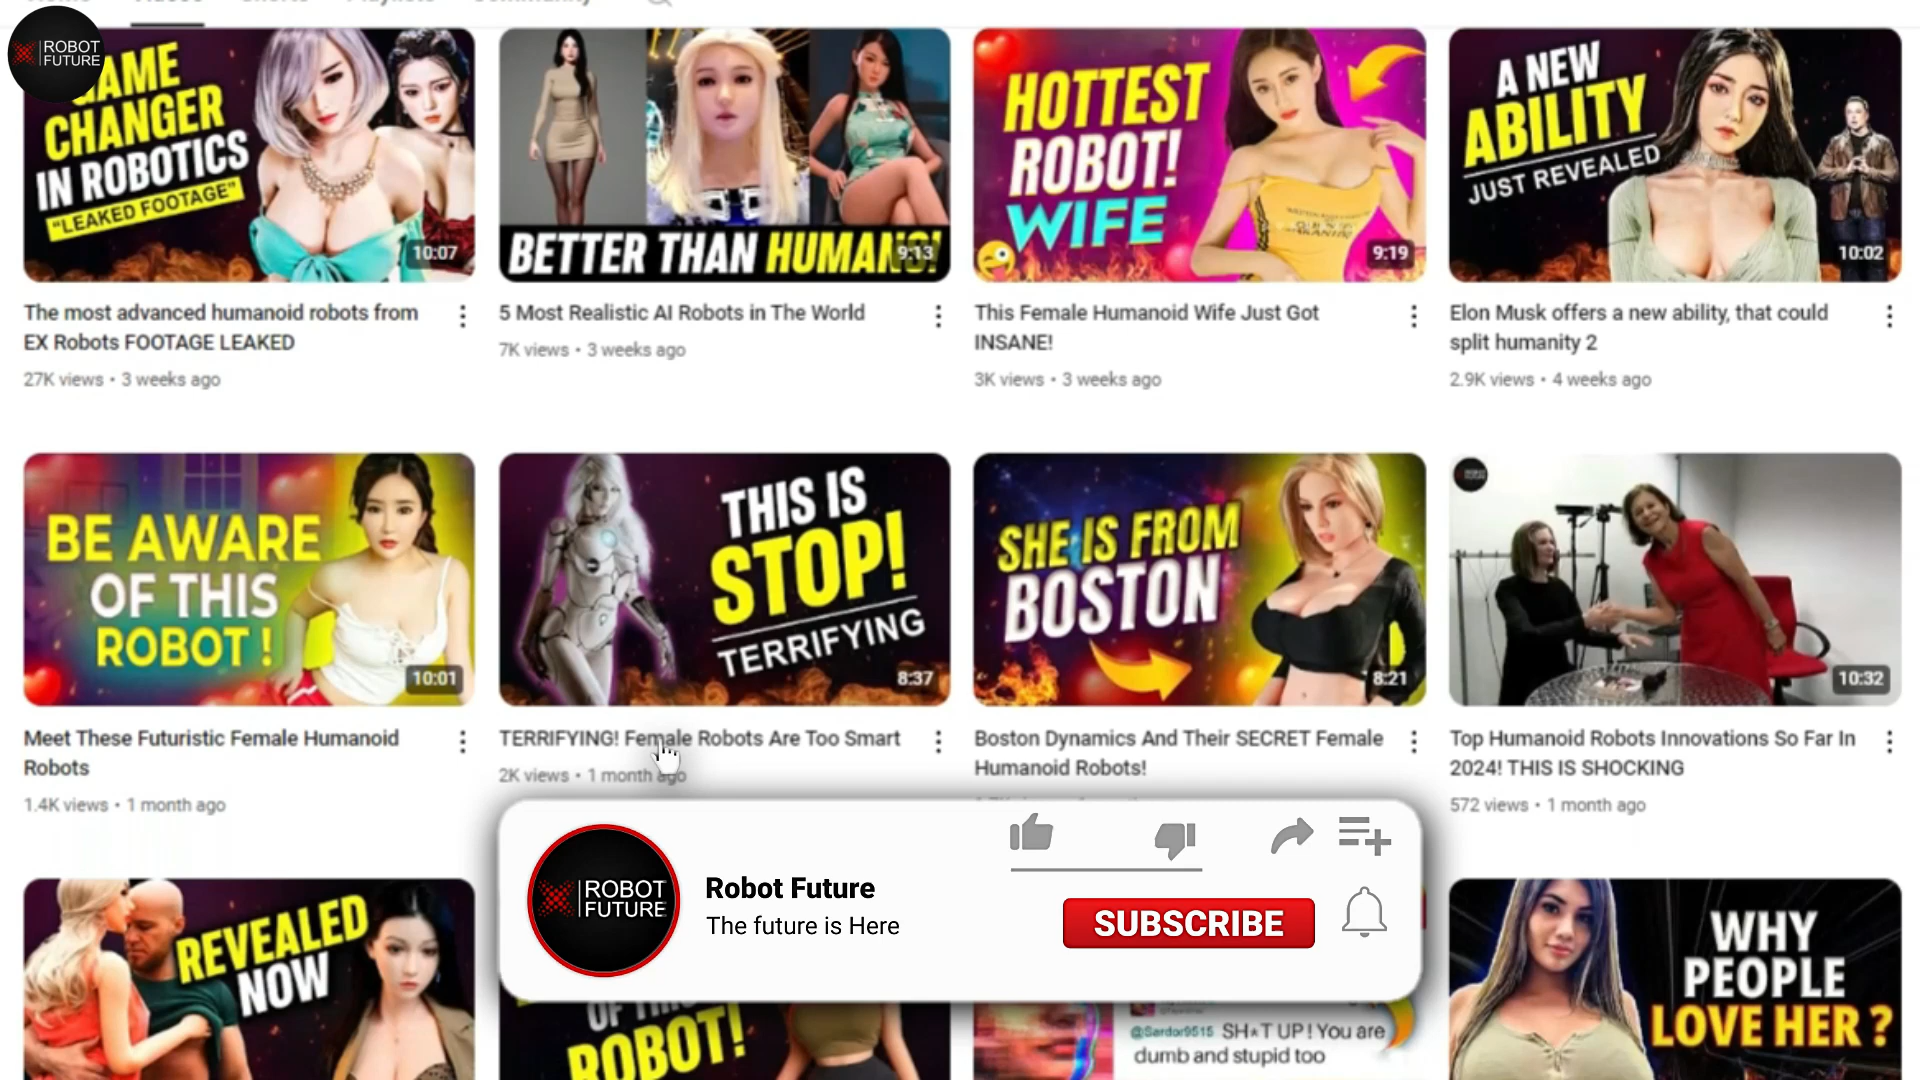 Home Videos Shorts Playlists Community
ROBOT
FUTURE
GAME
CHANGER
IN ROBOTICS
"LEAKED FOOTAGE"
10:07
BETTER THAN HUMANS!
9:13
HOTTEST
ROBOT!
WIFE
9:19
A NEW
ABILITY
JUST REVEALED
10:02
The most advanced humanoid robots from
EX Robots FOOTAGE LEAKED
27K views • 3 weeks ago
5 Most Realistic AI Robots in The World
7K views • 3 weeks ago
This Female Humanoid Wife Just Got
INSANE!
3K views • 3 weeks ago
Elon Musk offers a new ability, that could
split humanity 2
2.9K views • 4 weeks ago
BE AWARE
OF THIS
ROBOT !
10:01
THIS IS
STOP!
TERRIFYING
8:37
SHE IS FROM
BOSTON
8:21
10:32
Meet These Futuristic Female Humanoid
Robots
1.4K views • 1 month ago
TERRIFYING! Female Robots Are Too Smart
2K views • 1 month ago
Boston Dynamics And Their SECRET Female
Humanoid Robots!
Top Humanoid Robots Innovations So Far In
2024! THIS IS SHOCKING
572 views • 1 month ago
REVEALED
NOW
ROBOT
FUTURE
Robot Future
The future is Here
SUBSCRIBE
OF THIS
ROBOT!
@Sardor9515 SH*T UP! You are
dumb and stupid too
WHY
PEOPLE
LOVE HER ?